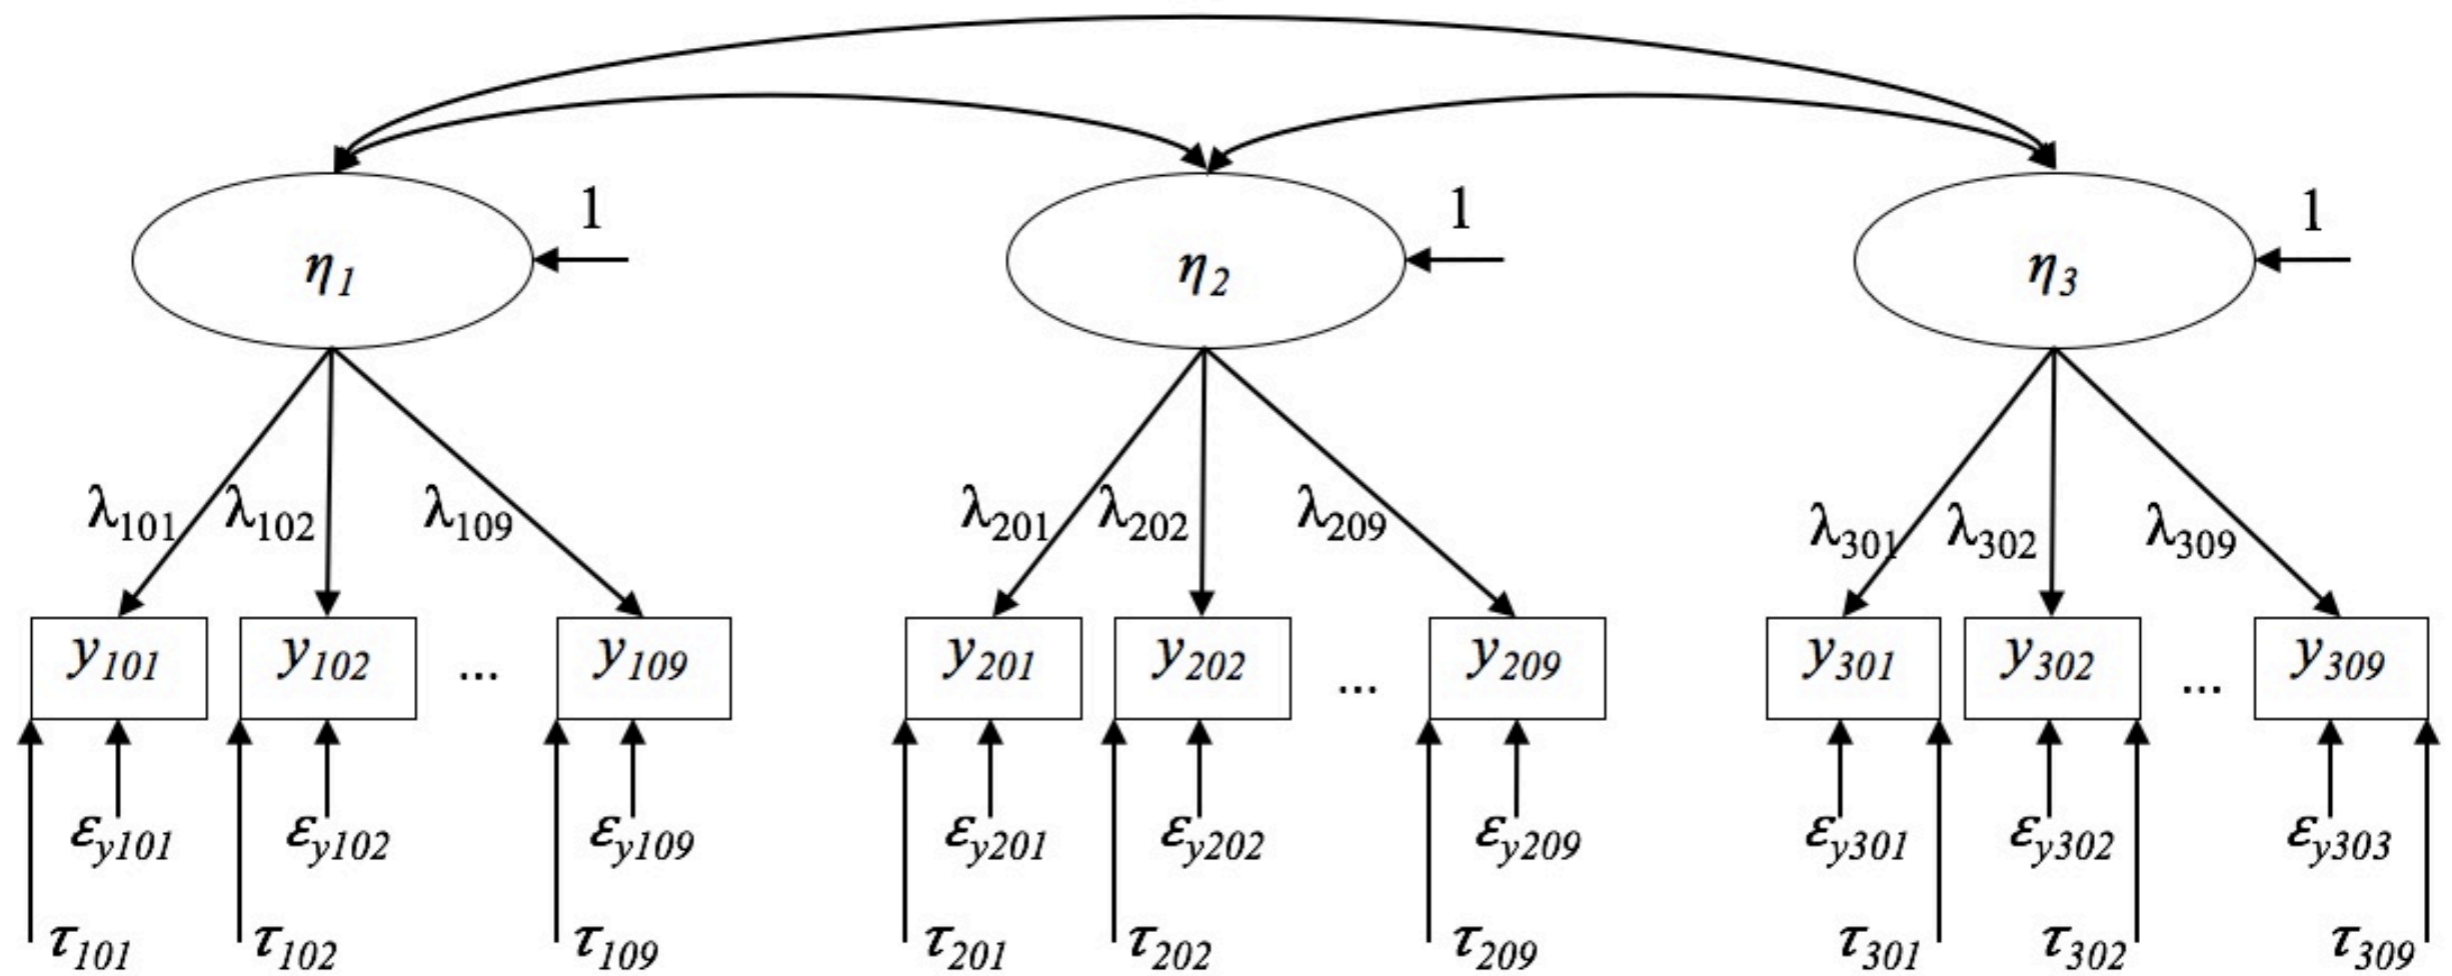 1 1 1
η1 η2 η3
λ101 λ102 λ109 λ201 λ202 λ209 λ301 λ302 λ309
y101 y102 ... y109 y201 y202 ... y209 y301 y302 ... y309
εy101 εy102 εy109 εy201 εy202 εy209 εy301 εy302 εy303
τ101 τ102 τ109 τ201 τ202 τ209 τ301 τ302 τ309